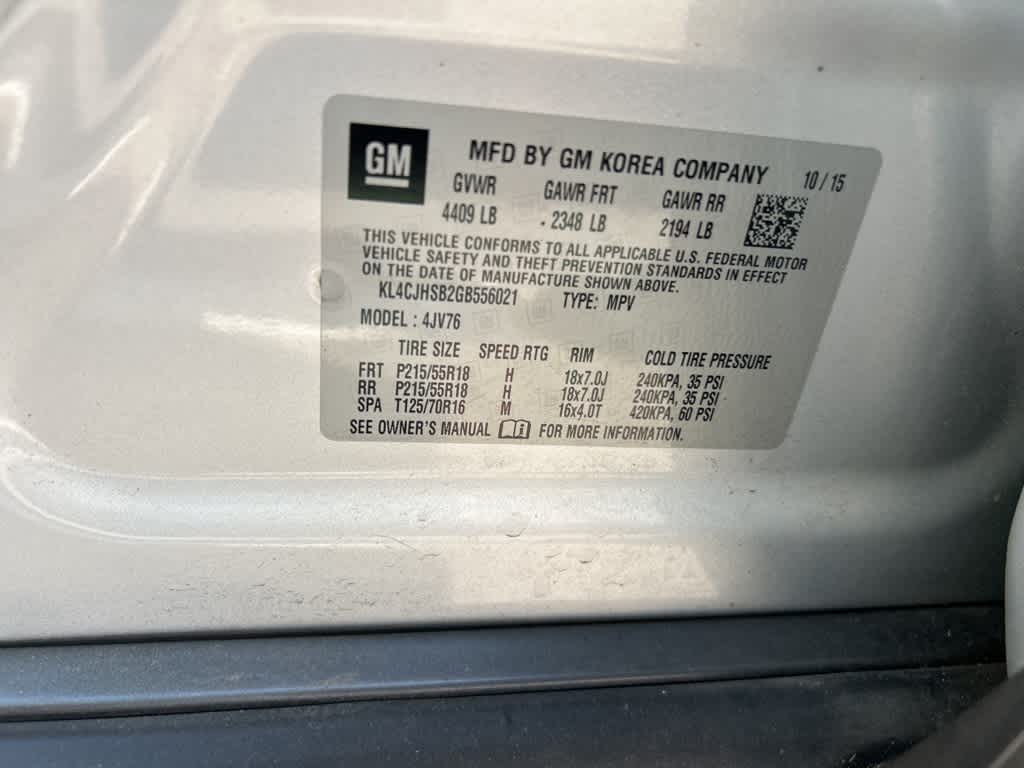 GM
MFD BY GM KOREA COMPANY 10 / 15
GVWR GAWR FRT GAWR RR
4409 LB 2348 LB 2194 LB
THIS VEHICLE CONFORMS TO ALL APPLICABLE U.S. FEDERAL MOTOR
VEHICLE SAFETY AND THEFT PREVENTION STANDARDS IN EFFECT
ON THE DATE OF MANUFACTURE SHOWN ABOVE.
KL4CJHSB2GB556021 TYPE: MPV
MODEL : 4JV76
TIRE SIZE SPEED RTG RIM COLD TIRE PRESSURE
FRT P215/55R18 H 18x7.0J 240KPA, 35 PSI
RR P215/55R18 H 18x7.0J 240KPA, 35 PSI
SPA T125/70R16 M 16x4.0T 420KPA, 60 PSI
SEE OWNER'S MANUAL FOR MORE INFORMATION.